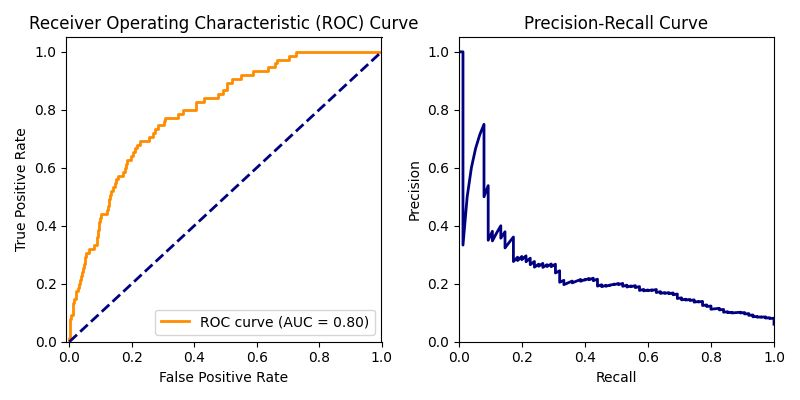 Receiver Operating Characteristic (ROC) Curve
1.0
0.8
0.6
0.4
0.2
0.0
True Positive Rate
ROC curve (AUC = 0.80)
0.0 0.2 0.4 0.6 0.8 1.0
False Positive Rate
Precision-Recall Curve
1.0
0.8
0.6
0.4
0.2
0.0
Precision
0.0 0.2 0.4 0.6 0.8 1.0
Recall